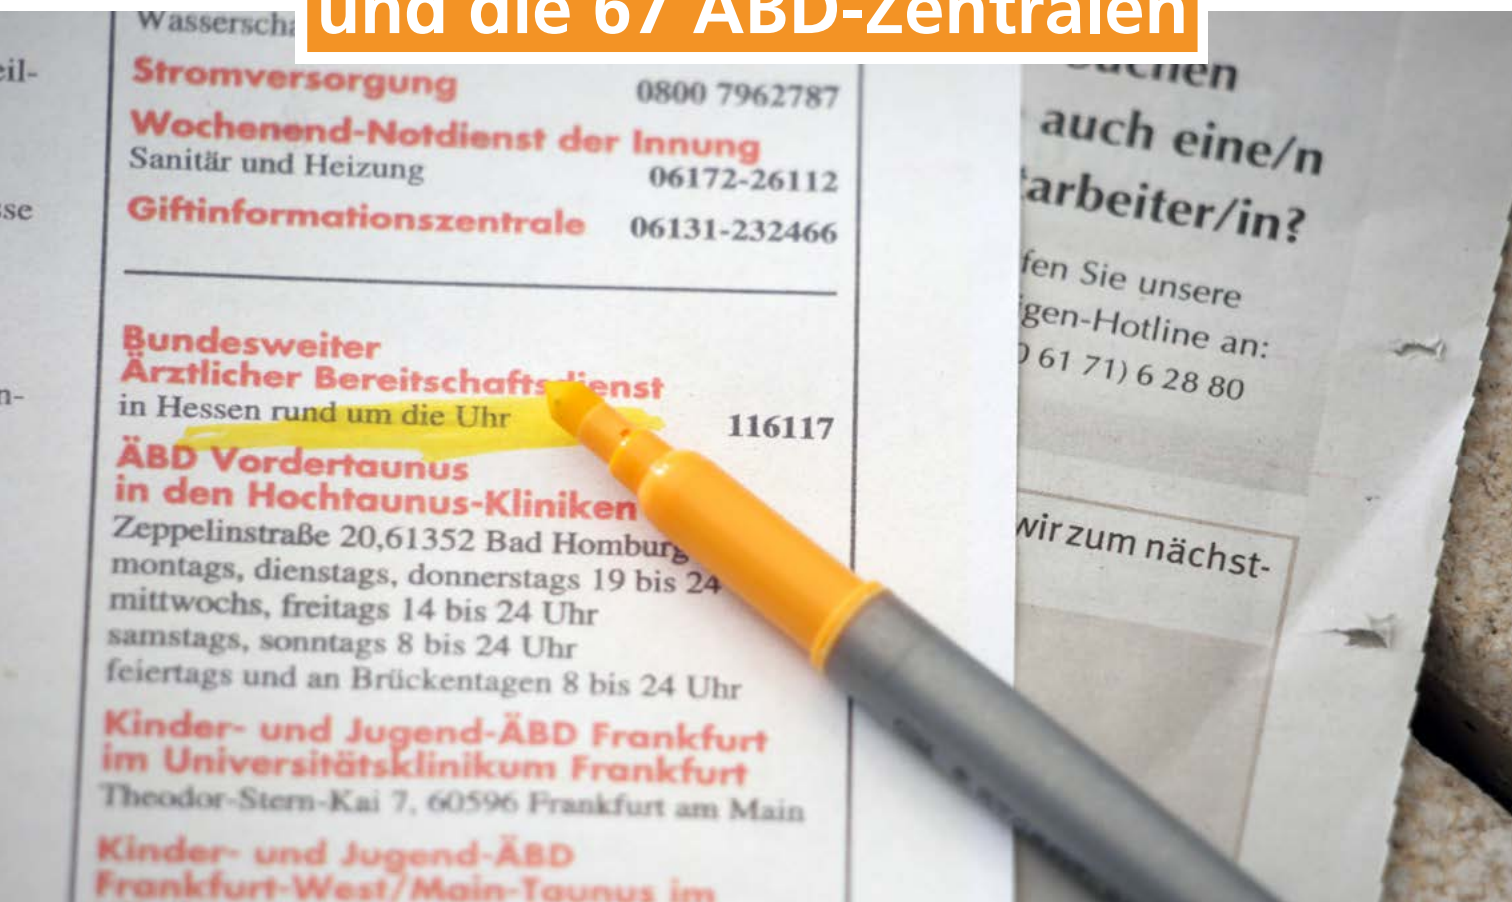 und die 67 ÄBD-Zentralen
Stromversorgung 0800 7962787
Wochenend-Notdienst der Innung
Sanitär und Heizung 06172-26112
Giftinformationszentrale 06131-232466
Bundesweiter
Ärztlicher Bereitschaftsdienst
in Hessen rund um die Uhr 116117
ÄBD Vordertaunus
in den Hochtaunus-Kliniken
Zeppelinstraße 20,61352 Bad Homburg
montags, dienstags, donnerstags 19 bis 24
mittwochs, freitags 14 bis 24 Uhr
samstags, sonntags 8 bis 24 Uhr
feiertags und an Brückentagen 8 bis 24 Uhr
Kinder- und Jugend-ÄBD Frankfurt
im Universitätsklinikum Frankfurt
Theodor-Stern-Kai 7, 60596 Frankfurt am Main
Kinder- und Jugend-ÄBD
Frankfurt-West/Main-Taunus im
auch eine/n
arbeiter/in?
fen Sie unsere
gen-Hotline an:
61 71) 6 28 80
wir zum nächst-